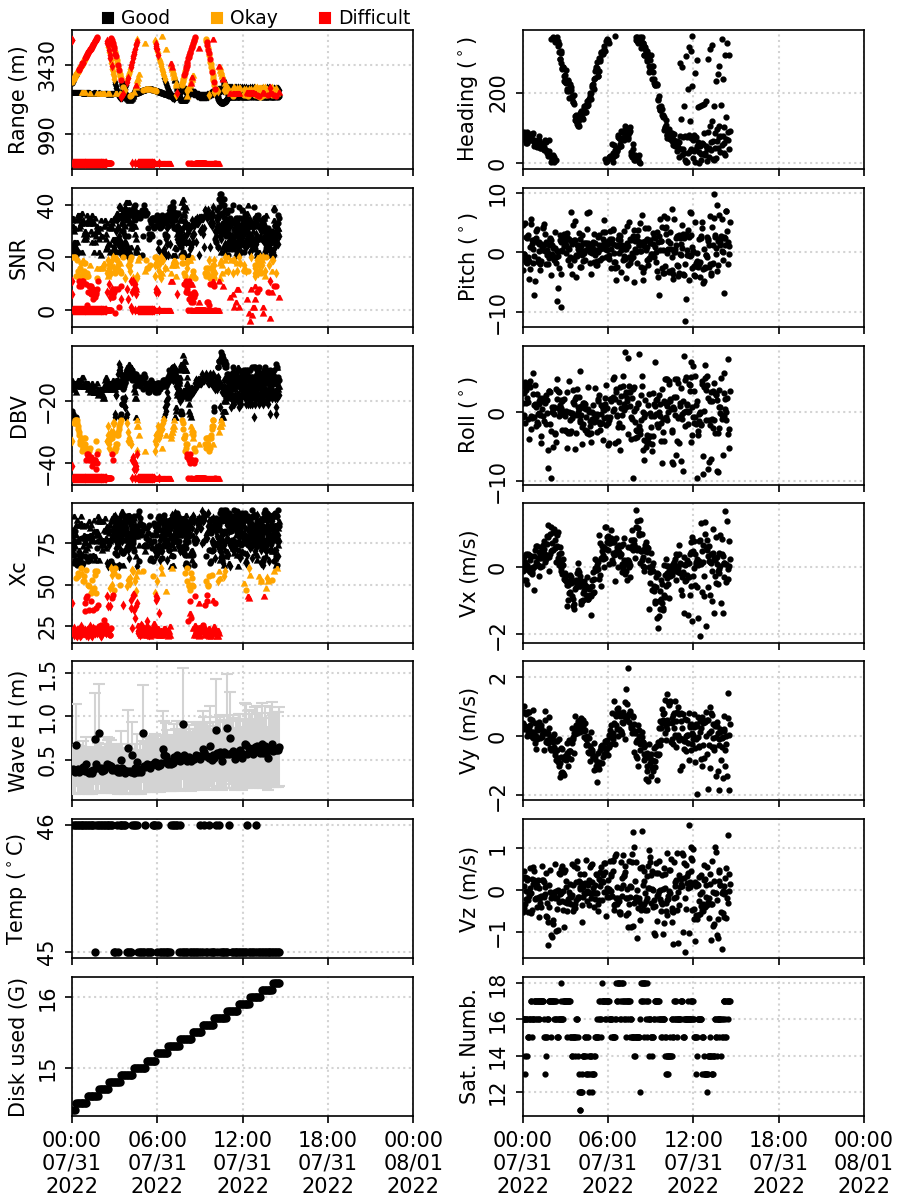 Good Okay Difficult
Range (m)
3430
990
Heading (°)
200
0
SNR
40
20
0
Pitch (°)
10
0
−10
DBV
−20
−40
Roll (°)
0
−10
Xc
75
50
25
Vx (m/s)
0
−2
Wave H (m)
1.5
1.0
0.5
Vy (m/s)
2
0
−2
Temp (°C)
46
45
Vz (m/s)
1
0
−1
Disk used (G)
16
15
Sat. Numb.
18
16
14
12
00:00 06:00 12:00 18:00 00:00
07/31 07/31 07/31 07/31 08/01
2022 2022 2022 2022 2022
00:00 06:00 12:00 18:00 00:00
07/31 07/31 07/31 07/31 08/01
2022 2022 2022 2022 2022